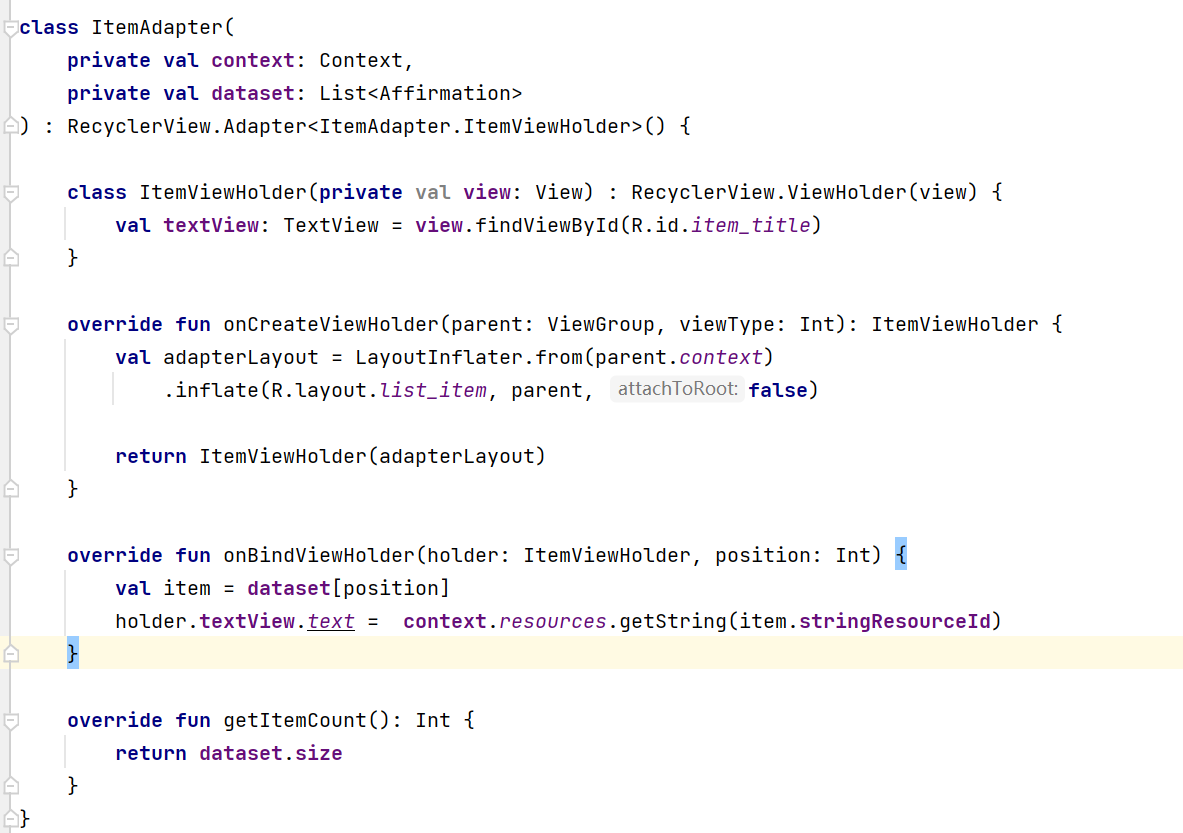 class ItemAdapter(
    private val context: Context,
    private val dataset: List<Affirmation>
) : RecyclerView.Adapter<ItemAdapter.ItemViewHolder>() {
    class ItemViewHolder(private val view: View) : RecyclerView.ViewHolder(view) {
        val textView: TextView = view.findViewById(R.id.item_title)
    }
    override fun onCreateViewHolder(parent: ViewGroup, viewType: Int): ItemViewHolder {
        val adapterLayout = LayoutInflater.from(parent.context)
            .inflate(R.layout.list_item, parent, attachToRoot: false)
        return ItemViewHolder(adapterLayout)
    }
    override fun onBindViewHolder(holder: ItemViewHolder, position: Int) {
        val item = dataset[position]
        holder.textView.text =  context.resources.getString(item.stringResourceId)
    }
    override fun getItemCount(): Int {
        return dataset.size
    }
}